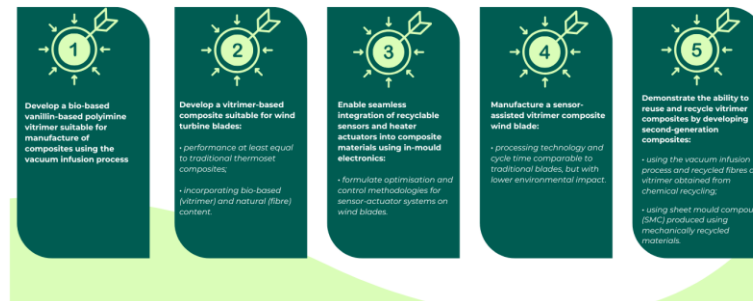 1
Develop a bio-based
vanillin-based polyimine
vitrimer suitable for
manufacture of
composites using the
vacuum infusion process
2
Develop a vitrimer-based
composite suitable for wind
turbine blades:
• performance at least equal
to traditional thermoset
composites;
• incorporating bio-based
(vitrimer) and natural (fibre)
content.
3
Enable seamless
integration of recyclable
sensors and heater
actuators into composite
materials using in-mould
electronics:
• formulate optimisation and
control methodologies for
sensor-actuator systems on
wind blades.
4
Manufacture a sensor-
assisted vitrimer composite
wind blade:
• processing technology and
cycle time comparable to
traditional blades, but with
lower environmental impact.
5
Demonstrate the ability to
reuse and recycle vitrimer
composites by developing
second-generation
composites:
• using the vacuum infusion
process and recycled fibres
vitrimer obtained from
chemical recycling;
• using sheet mould compou
(SMC) produced using
mechanically recycled
materials.